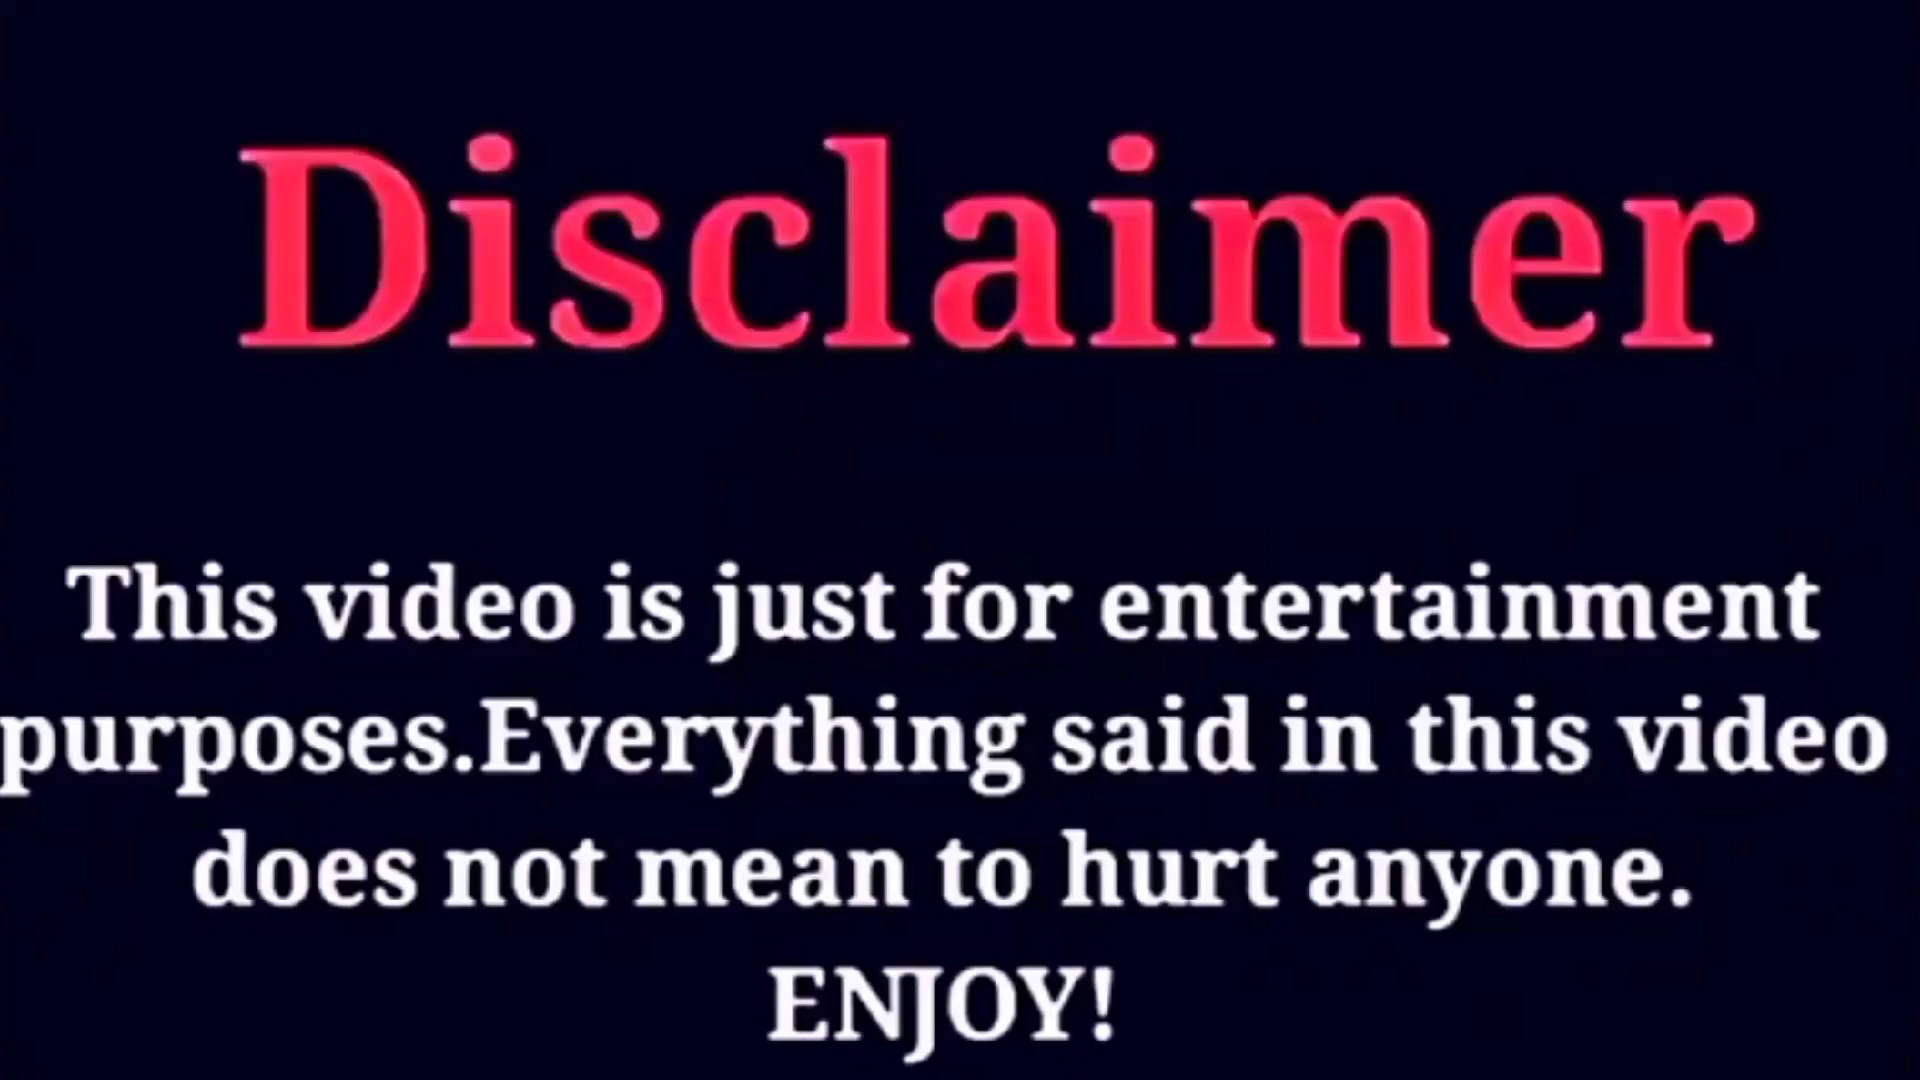 Disclaimer
This video is just for entertainment
purposes.Everything said in this video
does not mean to hurt anyone.
ENJOY!